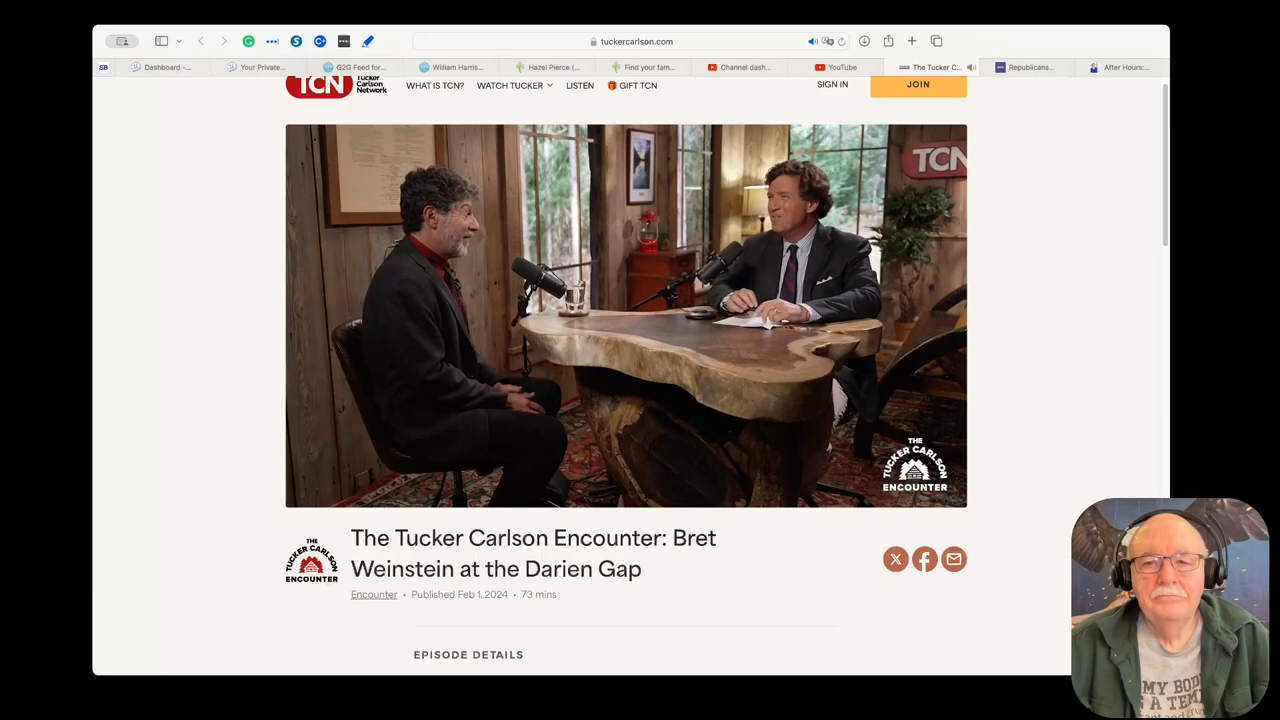 tuckercarlson.com
SB
Dashboard –...
Your Private...
G2G Feed for...
William Harris...
Hazel Pierce (...
Find your fam...
Channel dash...
YouTube
The Tucker C...
Republicans...
After Hours:...
TCN Tucker
Carlson
Network
WHAT IS TCN?
WATCH TUCKER
LISTEN
GIFT TCN
SIGN IN
JOIN
TCN
THE
TUCKER CARLSON
ENCOUNTER
THE
TUCKER CARLSON
ENCOUNTER
The Tucker Carlson Encounter: Bret
Weinstein at the Darien Gap
Encounter • Published Feb 1, 2024 • 73 mins
EPISODE DETAILS
MY BODY
A TEMP